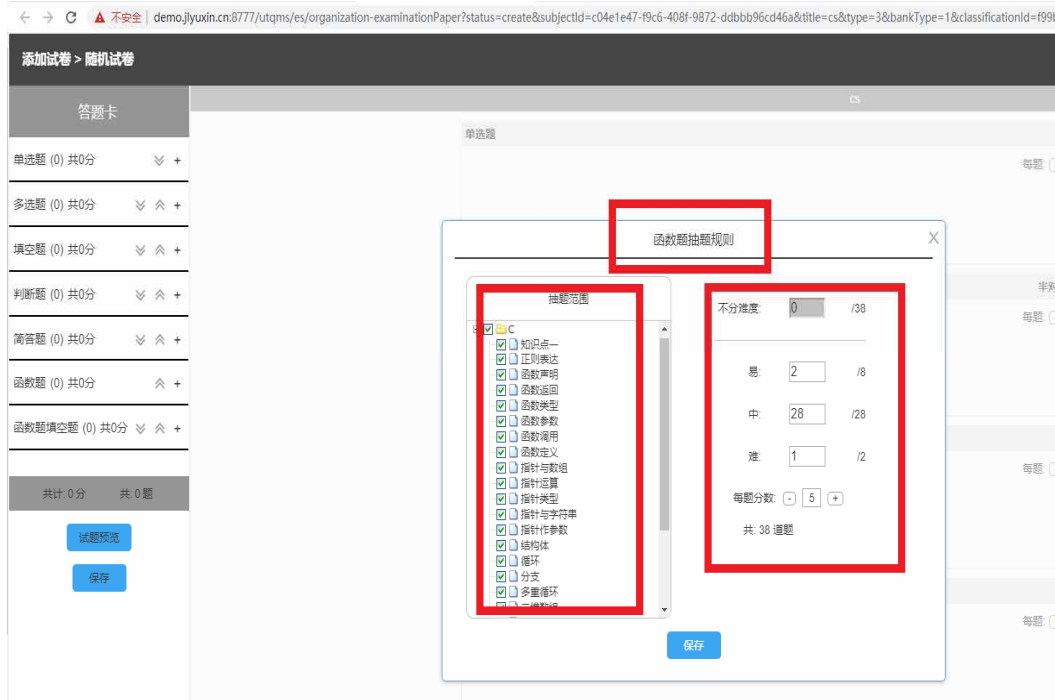 不安全 demo.jlyuxin.cn:8777/utqms/es/organization-examinationPaper?status=create&subjectId=c04e1e47-f9c6-408f-9872-ddbbb96cd46a&title=cs&type=3&bankType=1&classificationId=f99
添加试卷 > 随机试卷
答题卡
cs
单选题 (0) 共0分 +
多选题 (0) 共0分 +
填空题 (0) 共0分 +
判断题 (0) 共0分 +
简答题 (0) 共0分 +
函数题 (0) 共0分 +
函数题填空题 (0) 共0分 +
共计: 0 分 共: 0 题
试题预览
保存
单选题
每题:
半对
每题:
每题:
每题:
函数题抽题规则 X
抽题范围
C
知识点一
正则表达
函数声明
函数返回
函数类型
函数参数
函数调用
函数定义
指针与数组
指针运算
指针类型
指针与字符串
指针作参数
结构体
循环
分支
多重循环
二维数组
不分难度: 0 /38
易: 2 /8
中: 28 /28
难: 1 /2
每题分数: - 5 +
共: 38 道题
保存